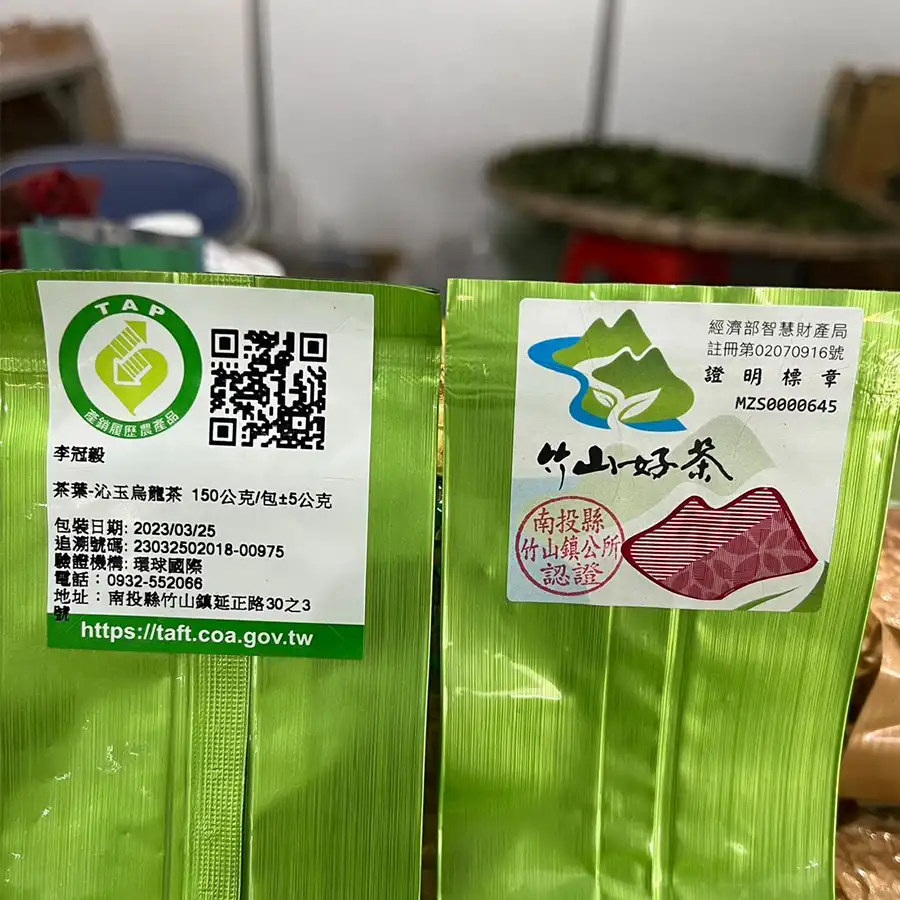 TAP
產銷履歷農產品
李冠毅
茶葉-沁玉烏龍茶 150公克/包±5公克
包裝日期: 2023/03/25
追溯號碼: 23032502018-00975
驗證機構: 環球國際
電話：0932-552066
地址：南投縣竹山鎮延正路30之3
號
https://taft.coa.gov.tw
經濟部智慧財產局
註冊第02070916號
證明標章
MZS0000645
竹山好茶
南投縣
竹山鎮公所
認證